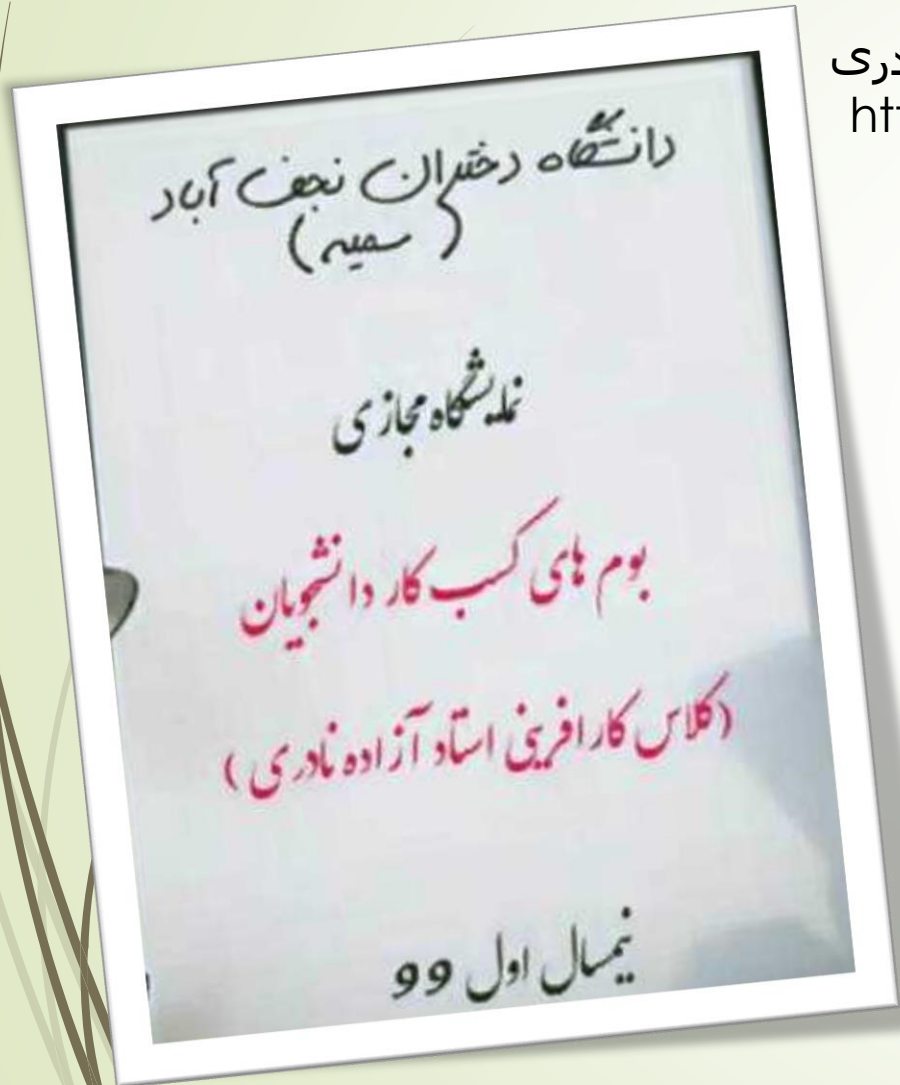 دانشگاه دختران نجف آباد
(سمیه)
نمایشگاه مجازی
بوم های کسب کار دانشجویان
(کلاس کارافرینی استاد آزاده نادری)
نیمسال اول 99